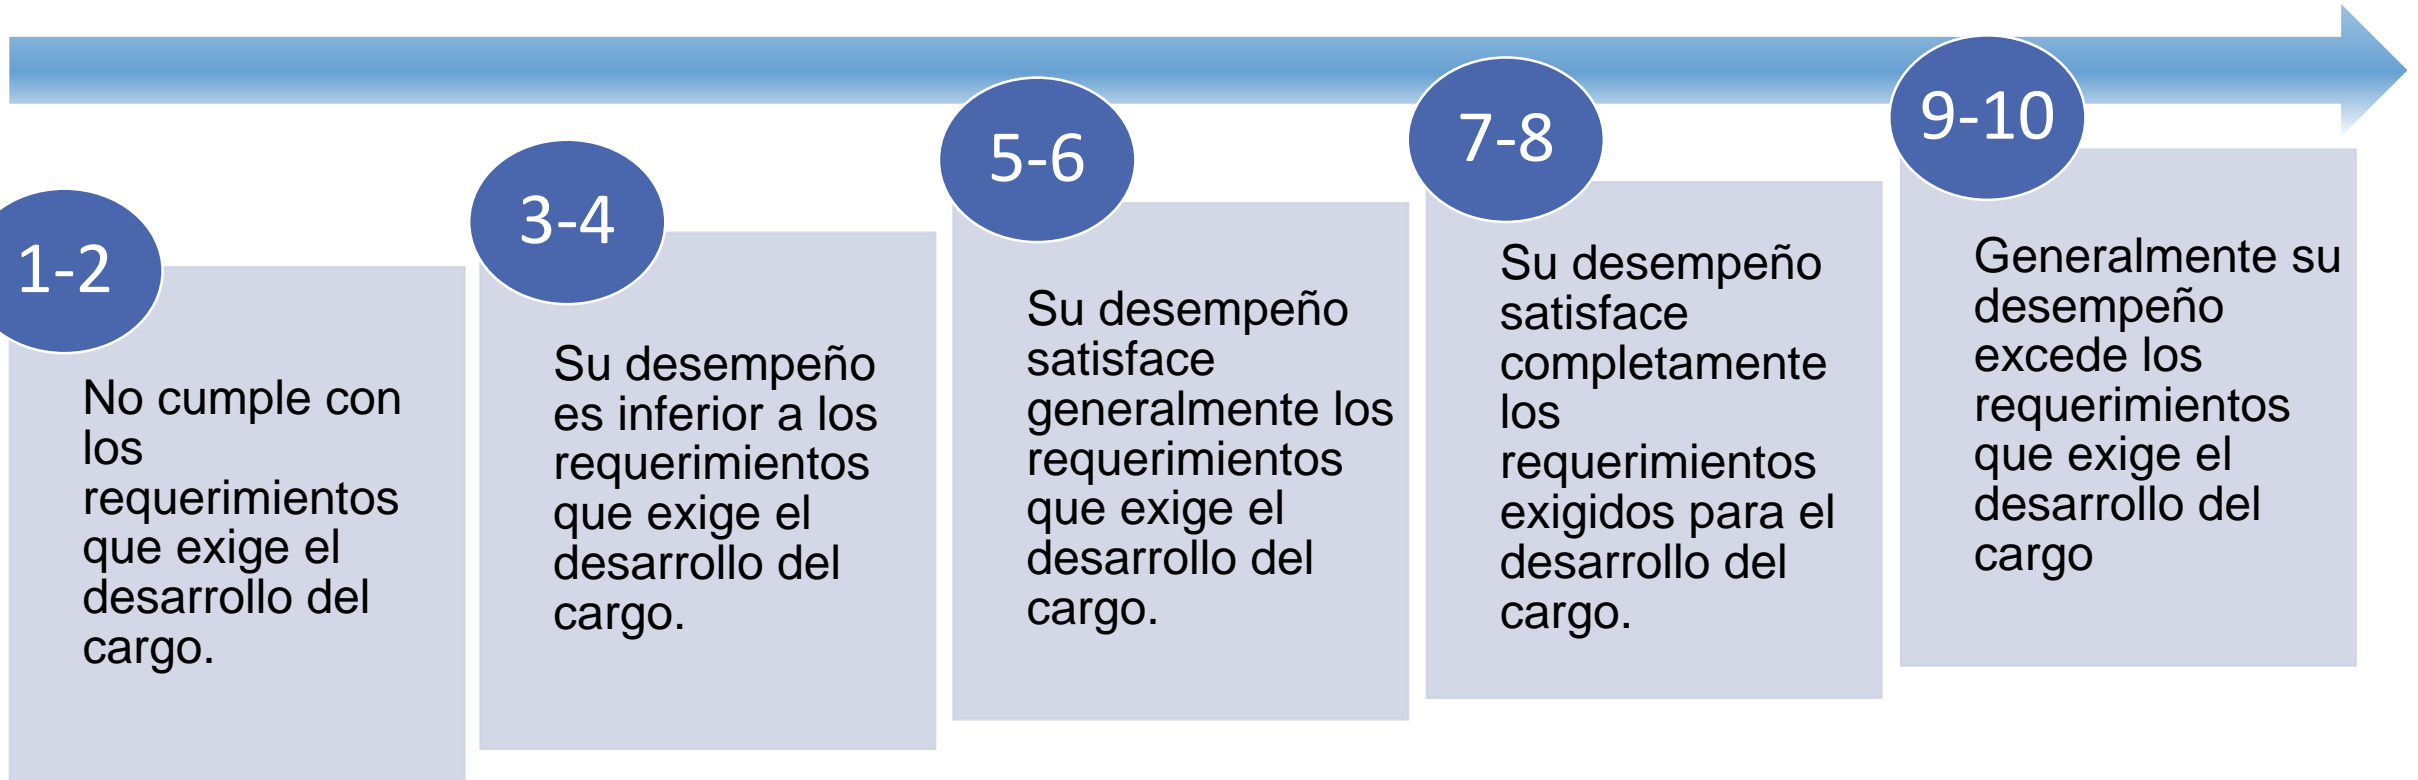 1-2
No cumple con
los
requerimientos
que exige el
desarrollo del
cargo.
3-4
Su desempeño
es inferior a los
requerimientos
que exige el
desarrollo del
cargo.
5-6
Su desempeño
satisface
generalmente los
requerimientos
que exige el
desarrollo del
cargo.
7-8
Su desempeño
satisface
completamente
los
requerimientos
exigidos para el
desarrollo del
cargo.
9-10
Generalmente su
desempeño
excede los
requerimientos
que exige el
desarrollo del
cargo